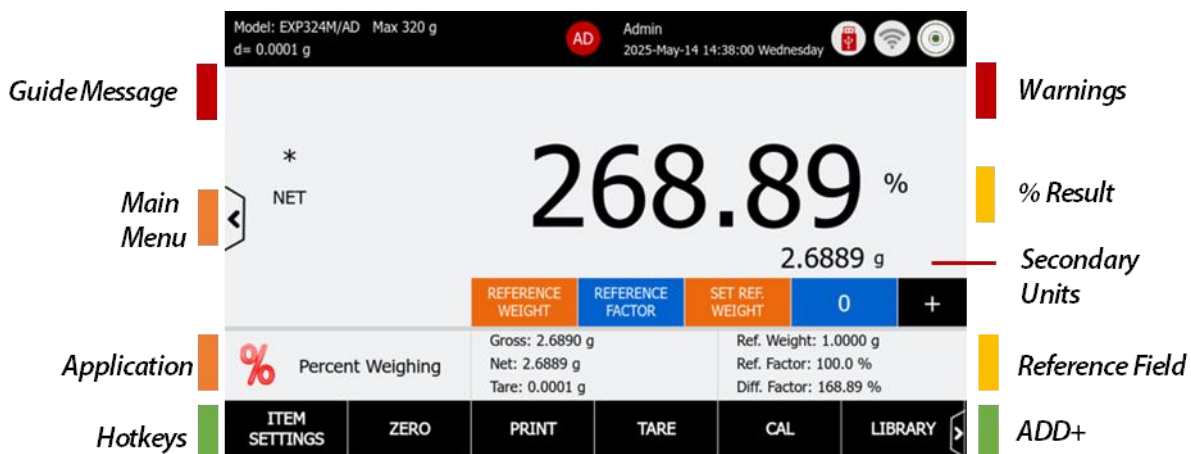 Model: EXP324M/AD Max 320 g
d= 0.0001 g
AD
Admin
2025-May-14 14:38:00 Wednesday
Guide Message
Warnings
*
NET
268.89 %
Main
Menu
% Result
2.6889 g
Secondary
Units
REFERENCE
WEIGHT
REFERENCE
FACTOR
SET REF.
WEIGHT
0
+
Application
% Percent Weighing
Gross: 2.6890 g
Net: 2.6889 g
Tare: 0.0001 g
Ref. Weight: 1.0000 g
Ref. Factor: 100.0 %
Diff. Factor: 168.89 %
Reference Field
Hotkeys
ITEM
SETTINGS
ZERO
PRINT
TARE
CAL
LIBRARY
ADD+